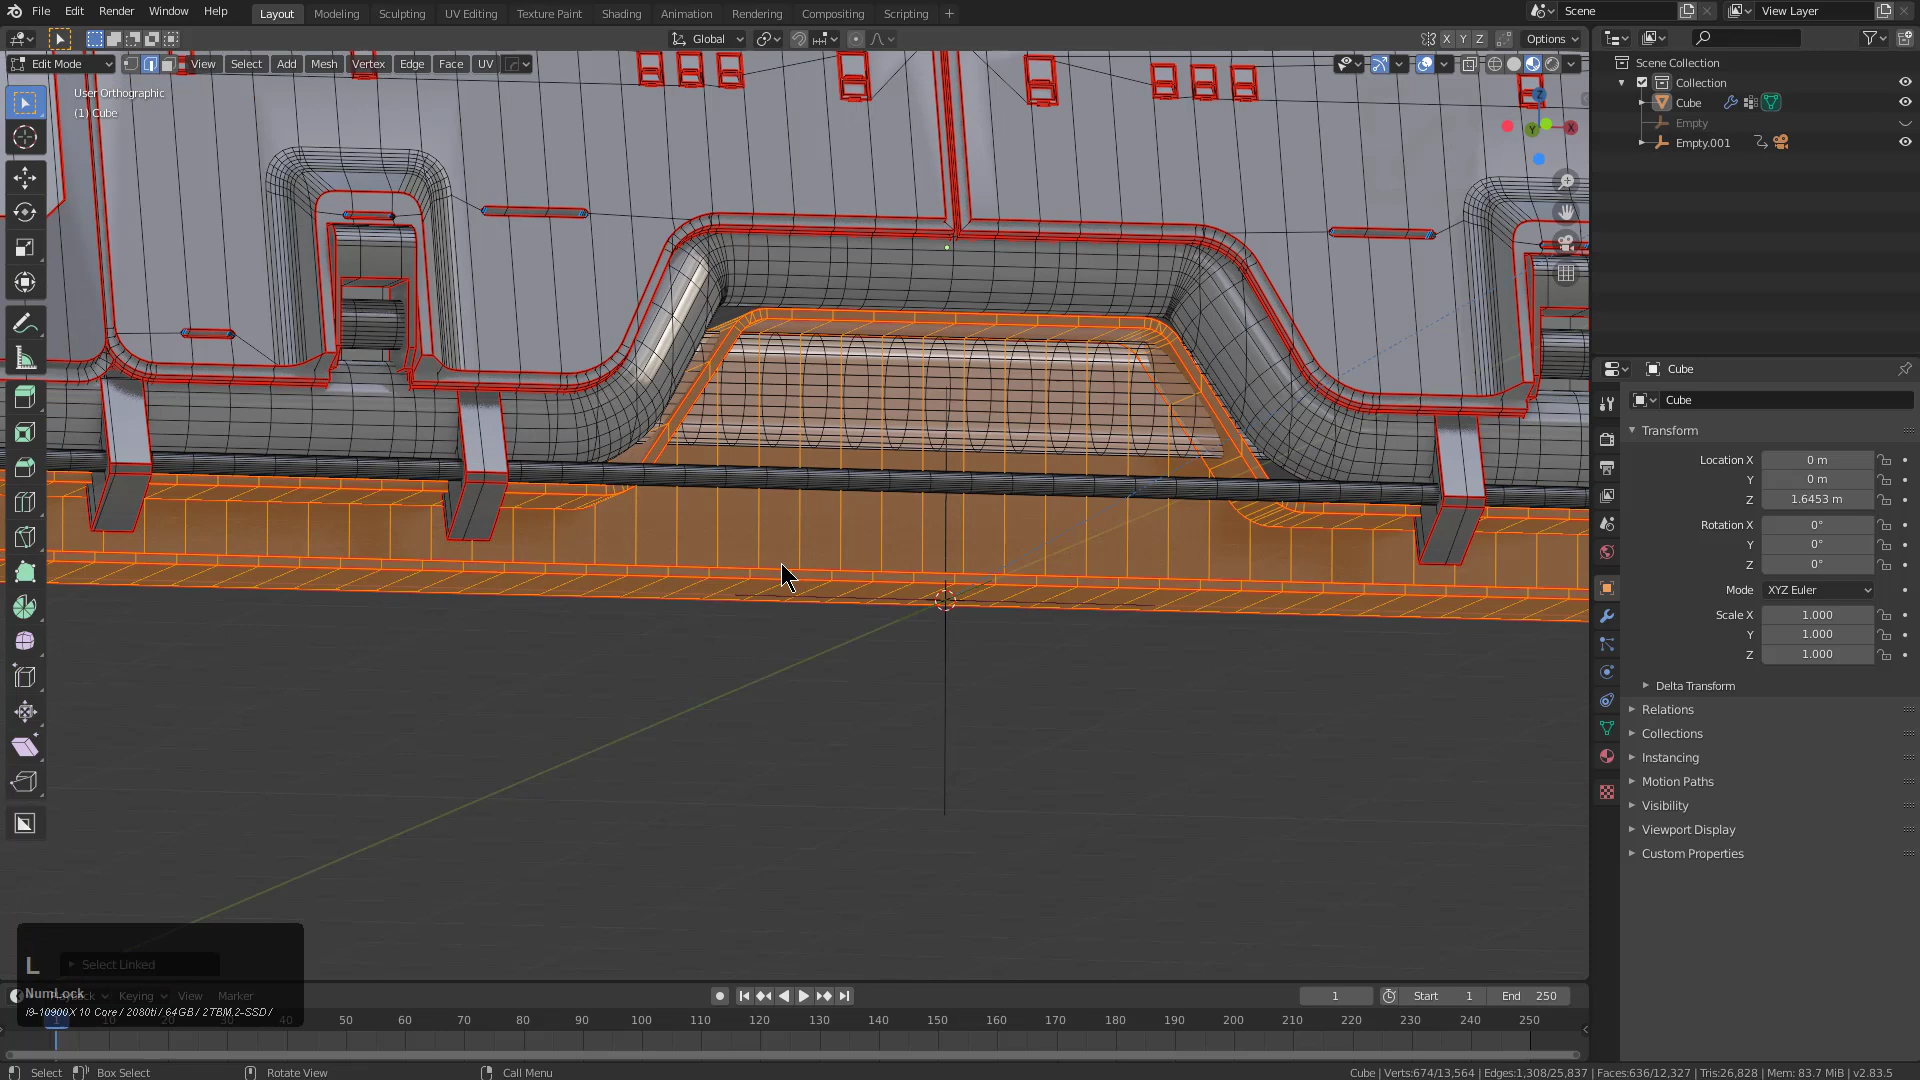 File Edit Render Window Help Layout Modeling Sculpting UV Editing Texture Paint Shading Animation Rendering Compositing Scripting + Scene View Layer
Global X Y Z Options
Edit Mode View Select Add Mesh Vertex Edge Face UV
User Orthographic
(1) Cube
Z
X
Y
Scene Collection
Collection
Cube
Empty
Empty.001
Cube
Cube
Transform
Location X 0 m
Y 0 m
Z 1.6453 m
Rotation X 0°
Y 0°
Z 0°
Mode XYZ Euler
Scale X 1.000
Y 1.000
Z 1.000
Delta Transform
Relations
Collections
Instancing
Motion Paths
Visibility
Viewport Display
Custom Properties
L Select Linked
NumLock
Keying View Marker
i9-10900X 10 Core / 2080ti / 64GB / 2TBM.2-SSD /
1 Start 1 End 250
1 10 20 30 40 50 60 70 80 90 100 110 120 130 140 150 160 170 180 190 200 210 220 230 240 250
Select Box Select Rotate View Call Menu
Cube | Verts:674/13,564 | Edges:1,308/25,837 | Faces:636/12,327 | Tris:26,828 | Mem: 83.7 MiB | v2.83.5